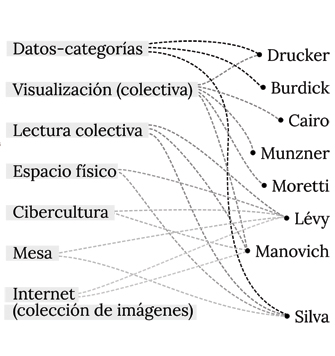 Datos-categorías
Visualización (colectiva)
Lectura colectiva
Espacio físico
Cibercultura
Mesa
Internet
(colección de imágenes)
Drucker
Burdick
Cairo
Munzner
Moretti
Lévy
Manovich
Silva